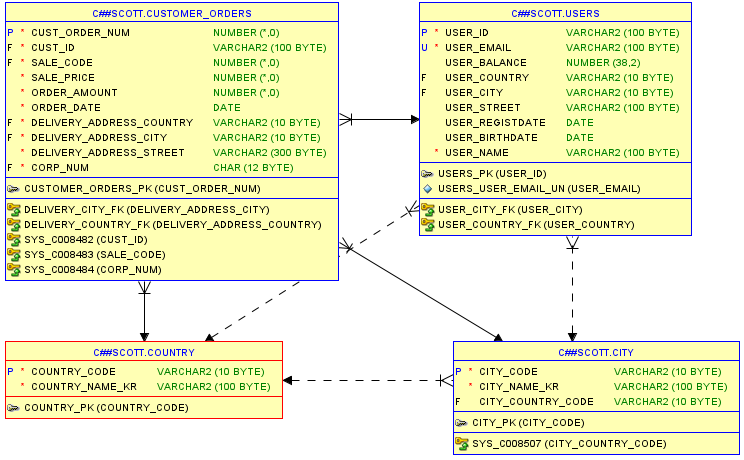 C##SCOTT.CUSTOMER_ORDERS
P * CUST_ORDER_NUM NUMBER (*,0)
F * CUST_ID VARCHAR2 (100 BYTE)
F * SALE_CODE NUMBER (*,0)
* SALE_PRICE NUMBER (*,0)
* ORDER_AMOUNT NUMBER (*,0)
* ORDER_DATE DATE
F * DELIVERY_ADDRESS_COUNTRY VARCHAR2 (10 BYTE)
F * DELIVERY_ADDRESS_CITY VARCHAR2 (10 BYTE)
* DELIVERY_ADDRESS_STREET VARCHAR2 (300 BYTE)
F * CORP_NUM CHAR (12 BYTE)
CUSTOMER_ORDERS_PK (CUST_ORDER_NUM)
DELIVERY_CITY_FK (DELIVERY_ADDRESS_CITY)
DELIVERY_COUNTRY_FK (DELIVERY_ADDRESS_COUNTRY)
SYS_C008482 (CUST_ID)
SYS_C008483 (SALE_CODE)
SYS_C008484 (CORP_NUM)
C##SCOTT.USERS
P * USER_ID VARCHAR2 (100 BYTE)
U * USER_EMAIL VARCHAR2 (100 BYTE)
USER_BALANCE NUMBER (38,2)
F USER_COUNTRY VARCHAR2 (10 BYTE)
F USER_CITY VARCHAR2 (10 BYTE)
USER_STREET VARCHAR2 (100 BYTE)
USER_REGISTDATE DATE
USER_BIRTHDATE DATE
* USER_NAME VARCHAR2 (100 BYTE)
USERS_PK (USER_ID)
USERS_USER_EMAIL_UN (USER_EMAIL)
USER_CITY_FK (USER_CITY)
USER_COUNTRY_FK (USER_COUNTRY)
C##SCOTT.COUNTRY
P * COUNTRY_CODE VARCHAR2 (10 BYTE)
* COUNTRY_NAME_KR VARCHAR2 (100 BYTE)
COUNTRY_PK (COUNTRY_CODE)
C##SCOTT.CITY
P * CITY_CODE VARCHAR2 (10 BYTE)
* CITY_NAME_KR VARCHAR2 (100 BYTE)
F CITY_COUNTRY_CODE VARCHAR2 (10 BYTE)
CITY_PK (CITY_CODE)
SYS_C008507 (CITY_COUNTRY_CODE)